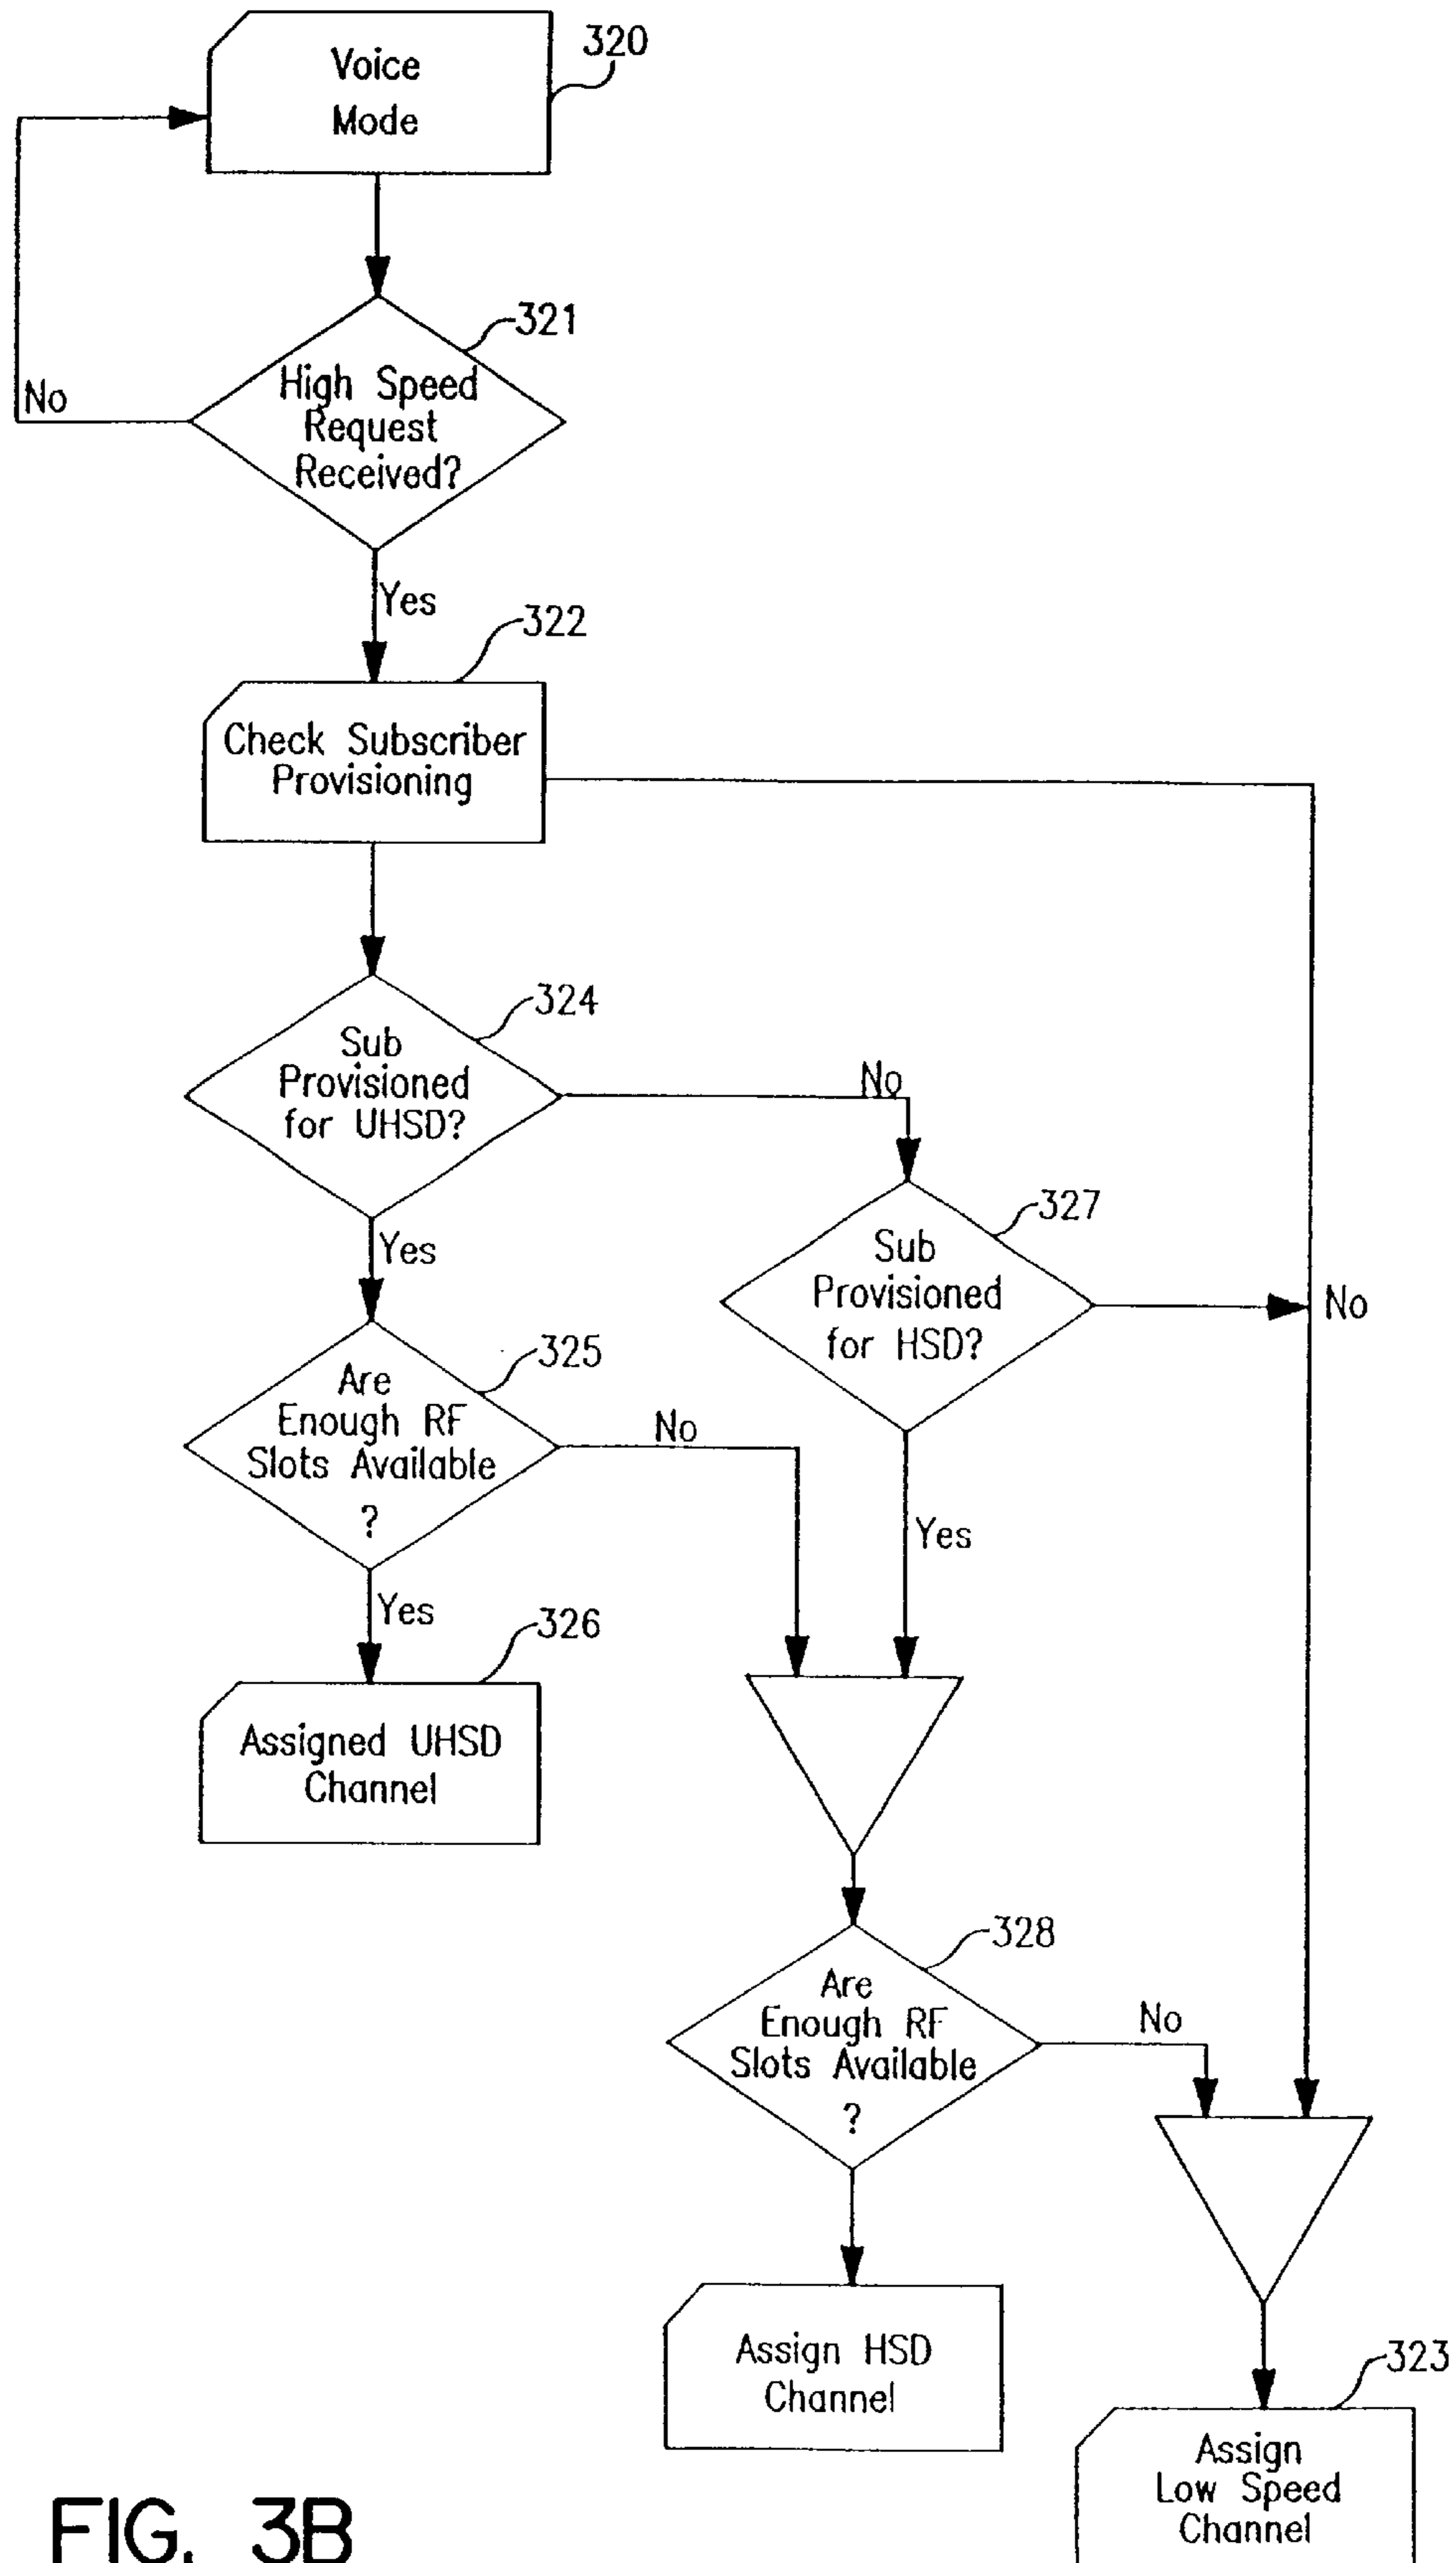 Voice
Mode
320
High Speed
Request
Received?
321
No
Yes
322
Check Subscriber
Provisioning
324
Sub
Provisioned
for UHSD?
No
Yes
327
Sub
Provisioned
for HSD?
No
Yes
325
Are
Enough RF
Slots Available
?
No
Yes
326
Assigned UHSD
Channel
328
Are
Enough RF
Slots Available
?
No
Assign HSD
Channel
323
Assign
Low Speed
Channel
FIG. 3B